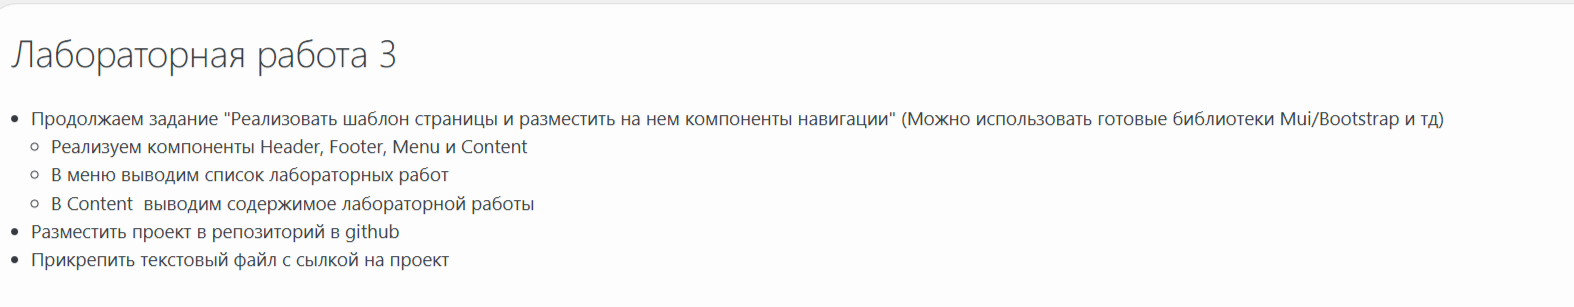 Лабораторная работа 3
Продолжаем задание "Реализовать шаблон страницы и разместить на нем компоненты навигации" (Можно использовать готовые библиотеки Mui/Bootstrap и тд)
Реализуем компоненты Header, Footer, Menu и Content
В меню выводим список лабораторных работ
В Content  выводим содержимое лабораторной работы
Разместить проект в репозиторий в github
Прикрепить текстовый файл с сылкой на проект